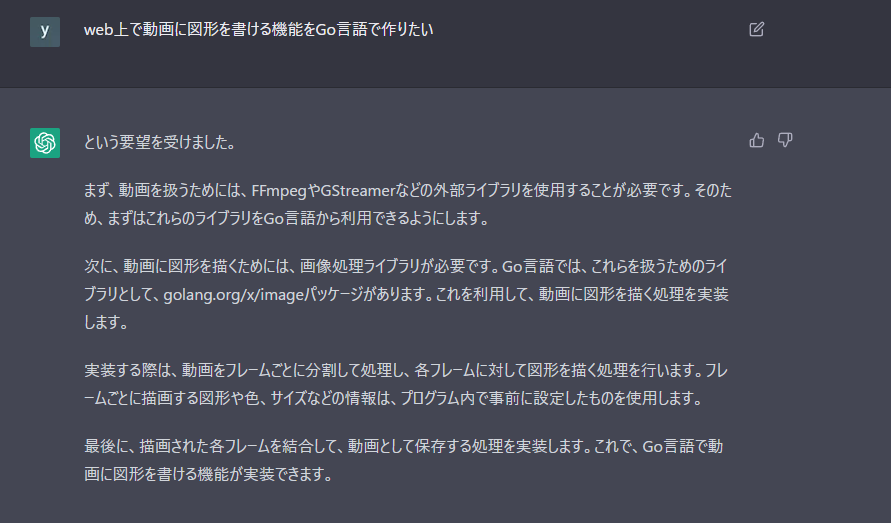 y
web上で動画に図形を書ける機能をGo言語で作りたい
という要望を受けました。
まず、動画を扱うためには、FFmpegやGStreamerなどの外部ライブラリを使用することが必要です。そのた
め、まずはこれらのライブラリをGo言語から利用できるようにします。
次に、動画に図形を描くためには、画像処理ライブラリが必要です。Go言語では、これらを扱うためのライ
ブラリとして、golang.org/x/imageパッケージがあります。これを利用して、動画に図形を描く処理を実装
します。
実装する際は、動画をフレームごとに分割して処理し、各フレームに対して図形を描く処理を行います。フレ
ームごとに描画する図形や色、サイズなどの情報は、プログラム内で事前に設定したものを使用します。
最後に、描画された各フレームを結合して、動画として保存する処理を実装します。これで、Go言語で動
画に図形を書ける機能が実装できます。